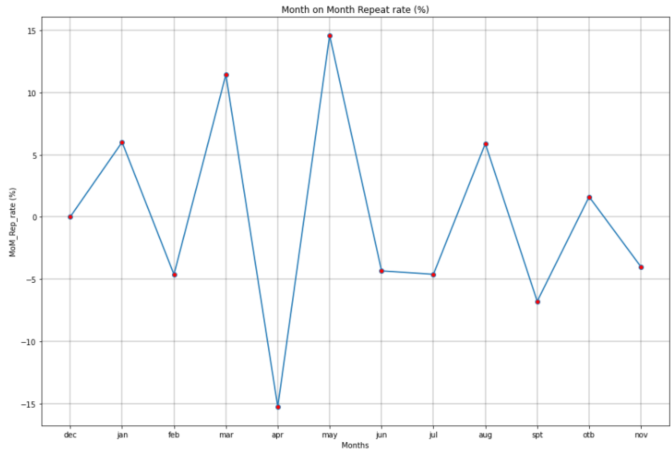 Month on Month Repeat rate (%)
15
10
5
0
−5
−10
−15
MoM_Rep_rate (%)
dec jan feb mar apr may jun jul aug spt otb nov
Months